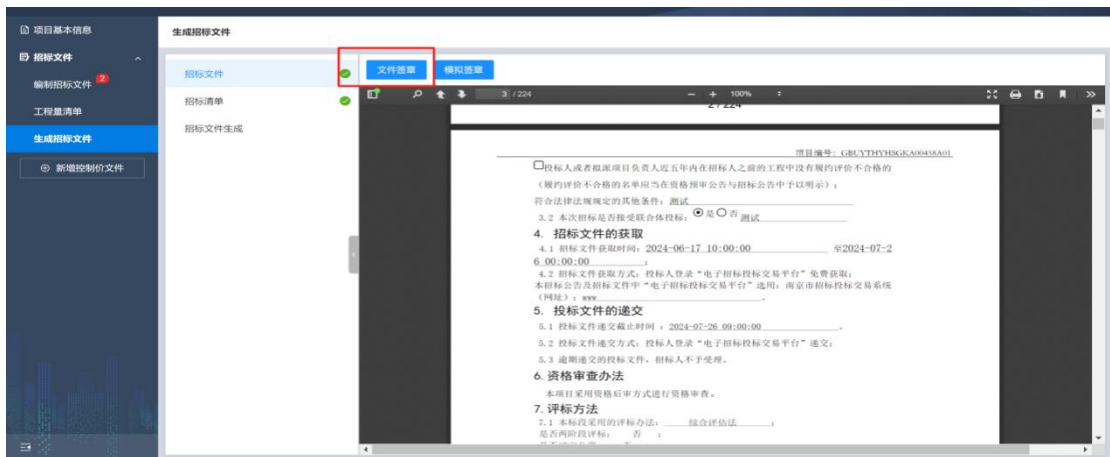 项目基本信息
招标文件
编制招标文件 2
工程量清单
生成招标文件
新增控制价文件
生成招标文件
招标文件
招标清单
招标文件生成
文件签章 模拟签章
3 / 224
100%
2 / 224
项目编号: GBUYTHYHSGKA00458A01
投标人或者拟派项目负责人近五年内在招标人之前的工程中没有履约评价不合格的
（履约评价不合格的名单应当在资格预审公告与招标公告中予以明示）;
符合法律法规规定的其他条件: 测试
3.2 本次招标是否接受联合体投标: 是 否 测试
4. 招标文件的获取
4.1 招标文件获取时间: 2024-06-17 10:00:00 至2024-07-2
6 00:00:00 ;
4.2 招标文件获取方式: 投标人登录“电子招标投标交易平台”免费获取;
本招标公告及招标文件中“电子招标投标交易平台”选用: 南京市招标投标交易系统
（网址）: www .
5. 投标文件的递交
5.1 投标文件递交截止时间 : 2024-07-26 09:00:00 .
5.2 投标文件递交方式: 投标人登录“电子招标投标交易平台”递交;
5.3 逾期递交的投标文件, 招标人不予受理.
6. 资格审查办法
本项目采用资格后审方式进行资格审查.
7. 评标方法
7.1 本标段采用的评标办法: 综合评估法 ;
是否两阶段评标: 否 ;